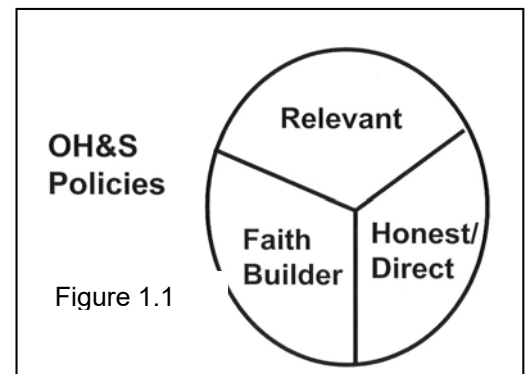 Relevant
OH&S
Policies
Faith
Builder
Honest/
Direct
Figure 1.1